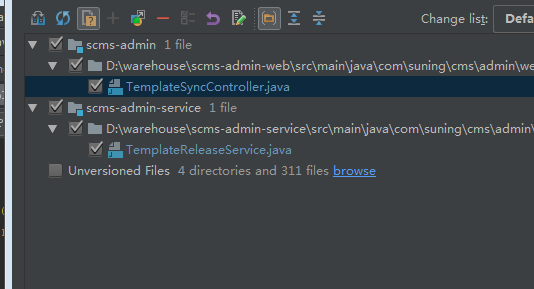 Change list: Defa
scms-admin 1 file
D:\warehouse\scms-admin-web\src\main\java\com\suning\cms\admin\we
TemplateSyncController.java
scms-admin-service 1 file
D:\warehouse\scms-admin-service\src\main\java\com\suning\cms\admin\
TemplateReleaseService.java
Unversioned Files 4 directories and 311 files browse